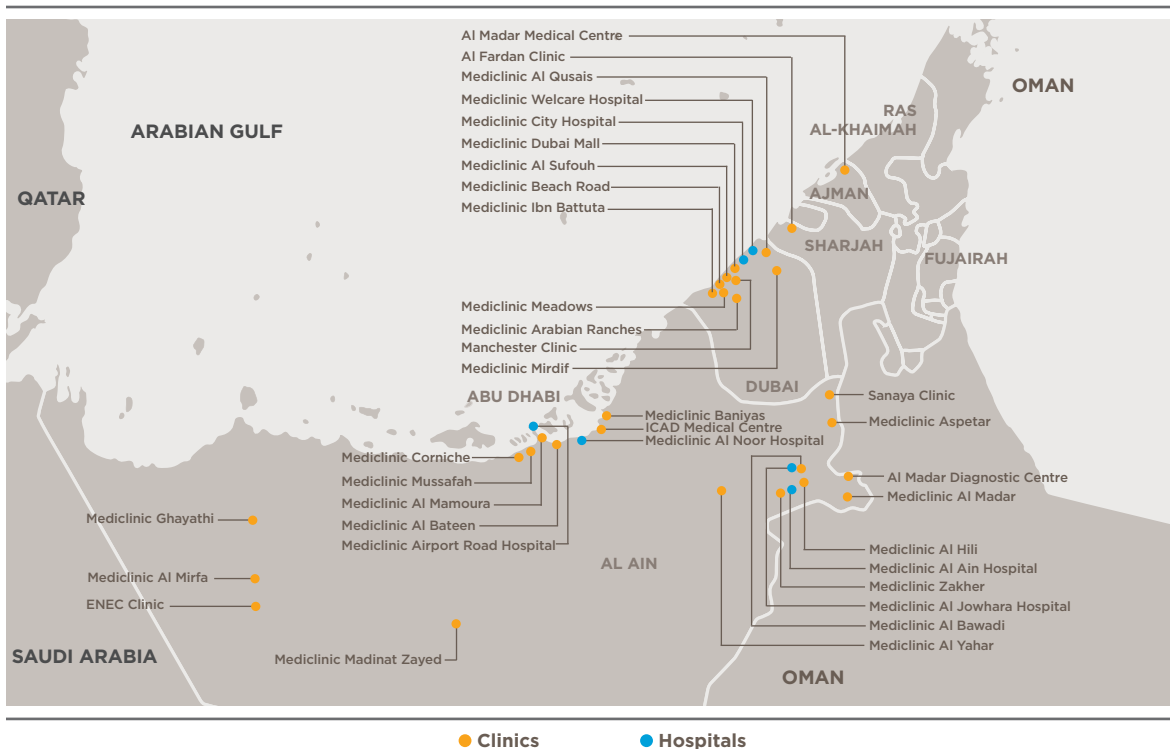 Al Madar Medical Centre
Al Fardan Clinic
Mediclinic Al Qusais
Mediclinic Welcare Hospital
Mediclinic City Hospital
Mediclinic Dubai Mall
Mediclinic Al Sufouh
Mediclinic Beach Road
Mediclinic Ibn Battuta
OMAN
RAS
AL-KHAIMAH
ARABIAN GULF
QATAR
AJMAN
SHARJAH
FUJAIRAH
Mediclinic Meadows
Mediclinic Arabian Ranches
Manchester Clinic
Mediclinic Mirdif
DUBAI
ABU DHABI
Sanaya Clinic
Mediclinic Baniyas
ICAD Medical Centre
Mediclinic Al Noor Hospital
Mediclinic Aspetar
Mediclinic Corniche
Mediclinic Mussafah
Mediclinic Al Mamoura
Mediclinic Al Bateen
Mediclinic Airport Road Hospital
Al Madar Diagnostic Centre
Mediclinic Al Madar
Mediclinic Ghayathi
Mediclinic Al Mirfa
ENEC Clinic
AL AIN
Mediclinic Al Hili
Mediclinic Al Ain Hospital
Mediclinic Zakher
Mediclinic Al Jowhara Hospital
Mediclinic Al Bawadi
Mediclinic Al Yahar
SAUDI ARABIA
Mediclinic Madinat Zayed
OMAN
Clinics
Hospitals